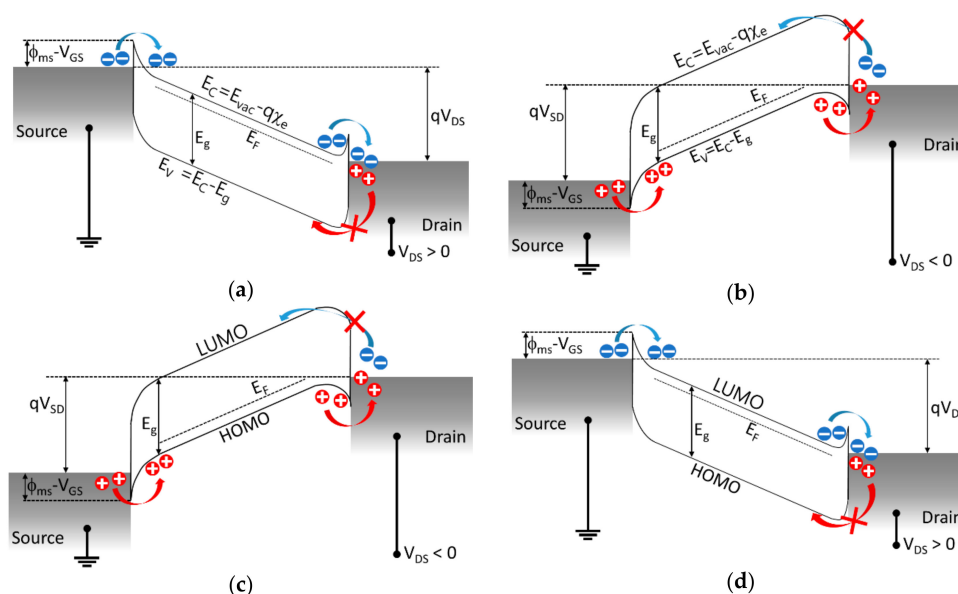 ϕms-VGS
Source
EC=Evac-qχe
EF
Eg
EV =EC-Eg
qVDS
Drain
VDS > 0
(a)
EC=Evac-qχe
qVSD
EF
Eg
EV=EC-Eg
ϕms-VGS
Source
Drain
VDS < 0
(b)
LUMO
qVSD
EF
Eg
HOMO
ϕms-VGS
Source
Drain
VDS < 0
(c)
ϕms-VGS
Source
LUMO
EF
Eg
HOMO
qVD
Drain
VDS > 0
(d)